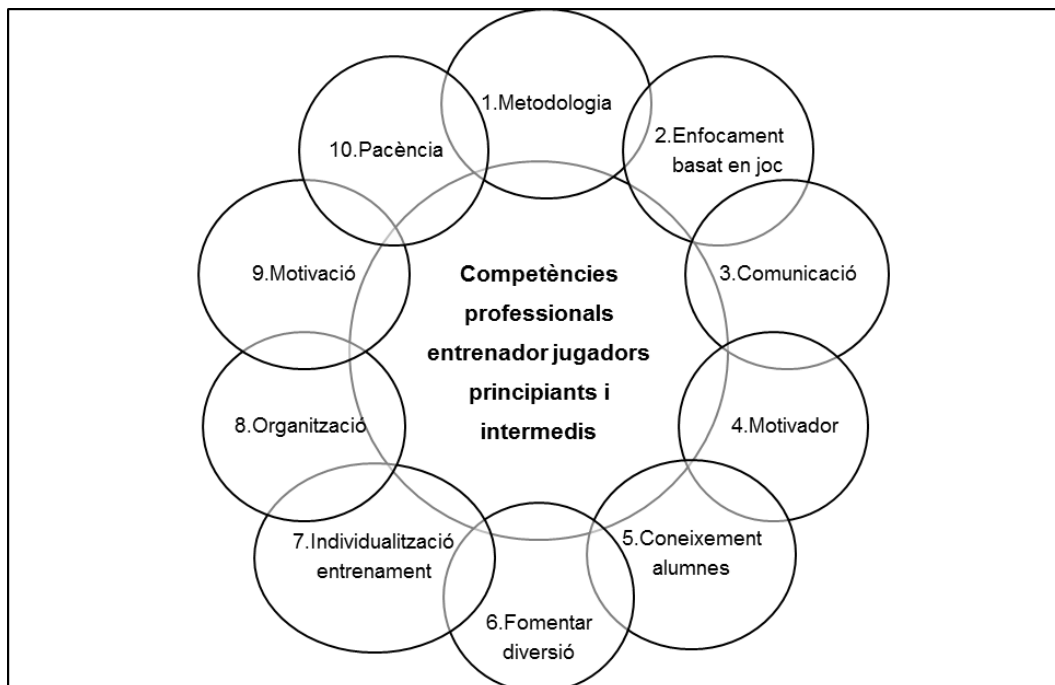 1.Metodologia
2.Enfocament
basat en joc
3.Comunicació
4.Motivador
5.Coneixement
alumnes
6.Fomentar
diversió
7.Individualització
entrenament
8.Organització
9.Motivació
10.Pacència
Competències
professionals
entrenador jugadors
principiants i
intermedis